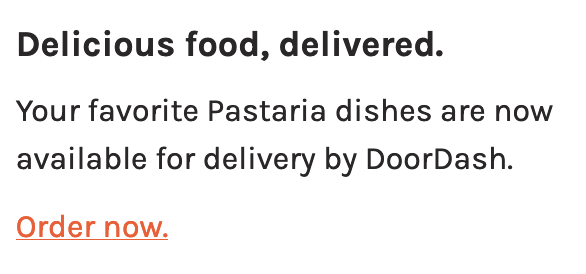 Delicious food, delivered.
Your favorite Pastaria dishes are now
available for delivery by DoorDash.
Order now.